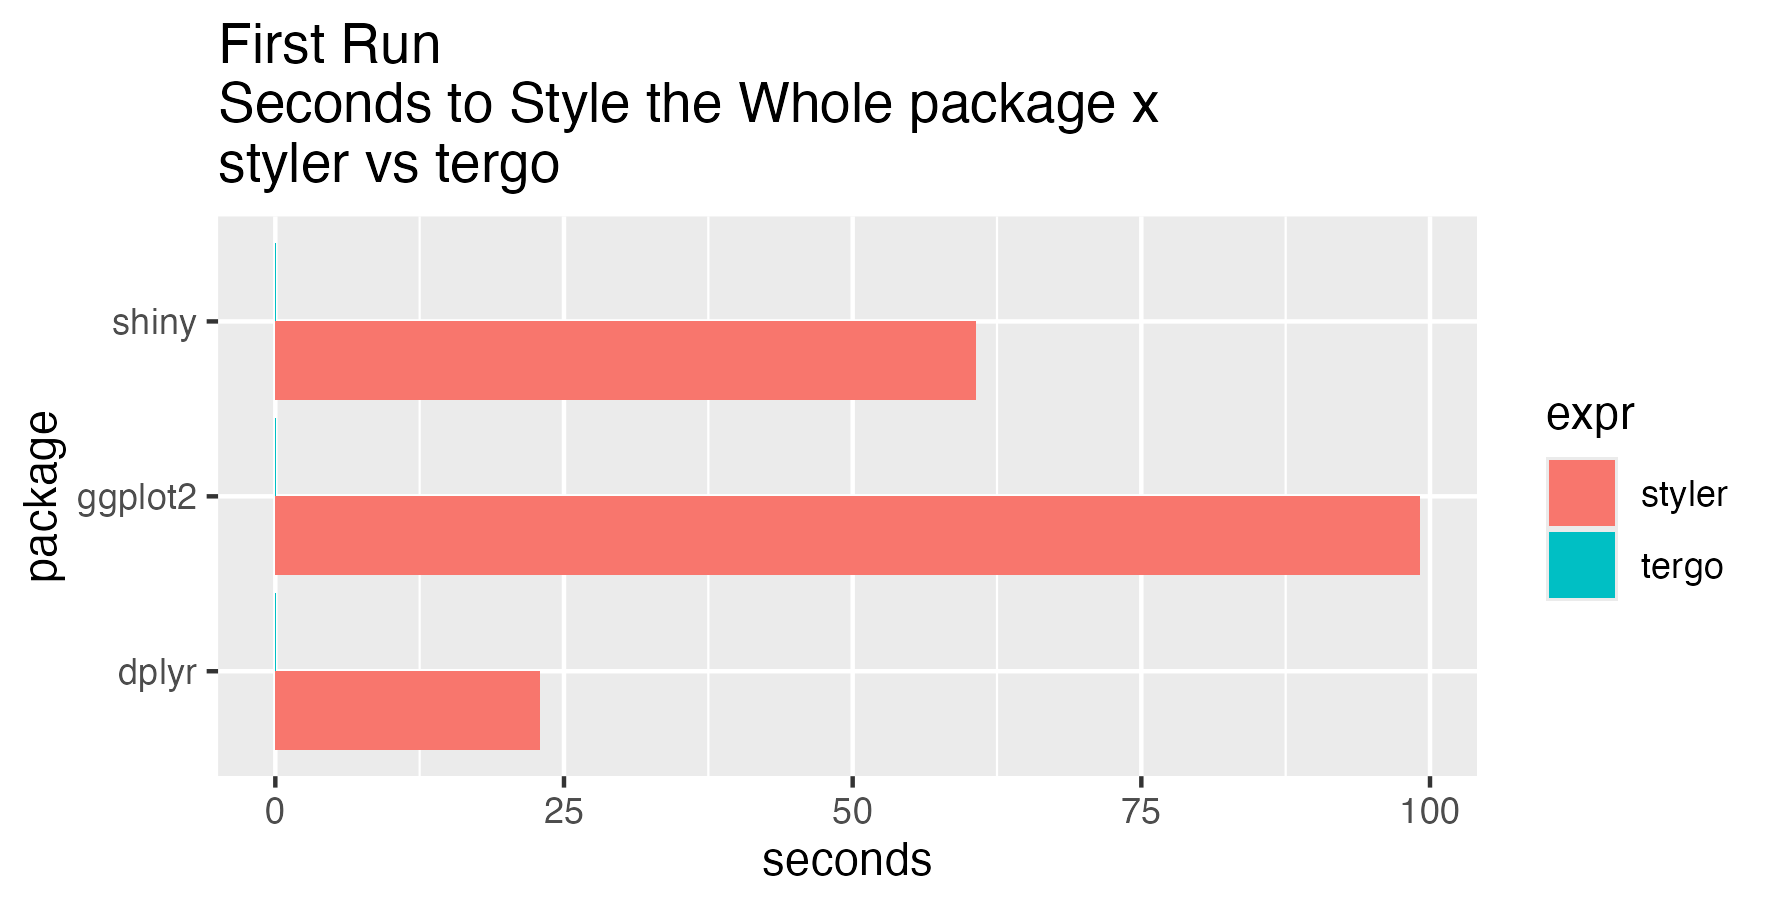 First Run
Seconds to Style the Whole package x
styler vs tergo
package
shiny
ggplot2
dplyr
0 25 50 75 100
seconds
expr
styler
tergo